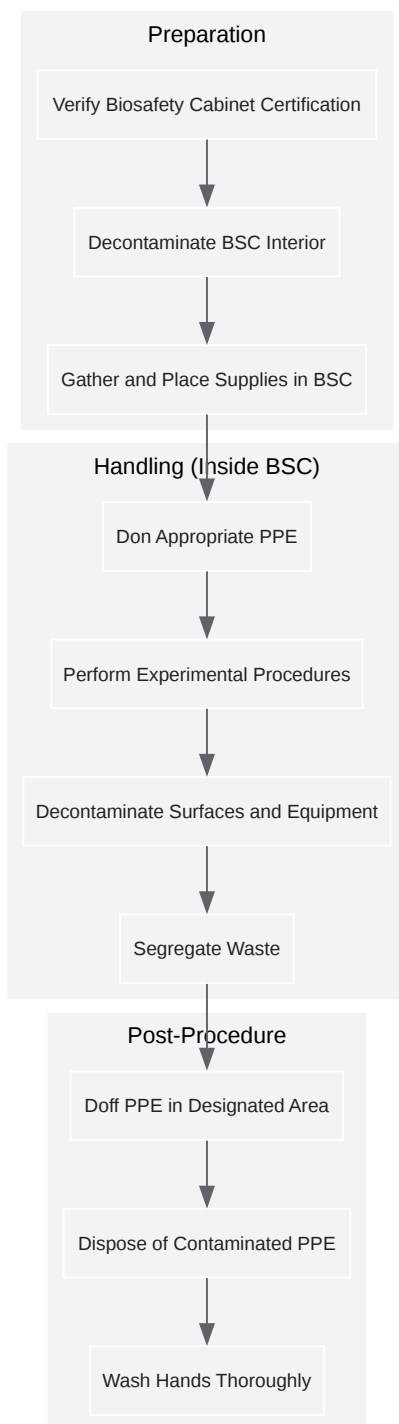 Preparation
Verify Biosafety Cabinet Certification
Decontaminate BSC Interior
Gather and Place Supplies in BSC
Handling (Inside BSC)
Don Appropriate PPE
Perform Experimental Procedures
Decontaminate Surfaces and Equipment
Segregate Waste
Post-Procedure
Doff PPE in Designated Area
Dispose of Contaminated PPE
Wash Hands Thoroughly